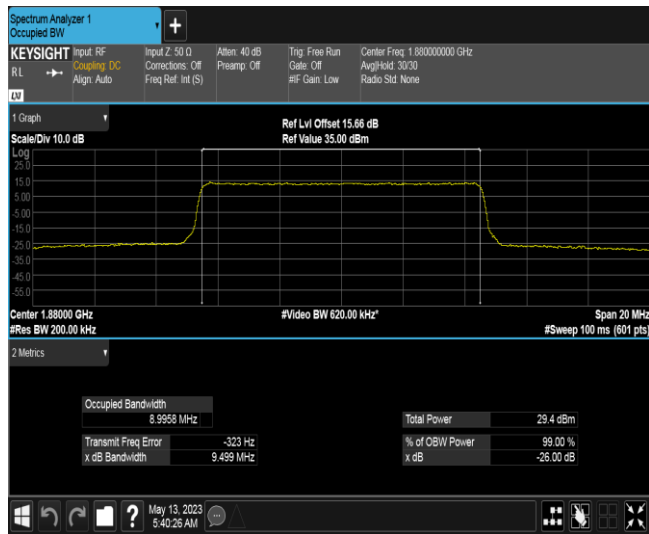 Spectrum Analyzer 1
Occupied BW
+
KEYSIGHT
RL
LXI
Input: RF
Coupling: DC
Align: Auto
Input Z: 50 Ω
Corrections: Off
Freq Ref: Int (S)
Atten: 40 dB
Preamp: Off
Trig: Free Run
Gate: Off
#IF Gain: Low
Center Freq: 1.880000000 GHz
Avg|Hold: 30/30
Radio Std: None
1 Graph
Scale/Div 10.0 dB
Ref Lvl Offset 15.66 dB
Ref Value 35.00 dBm
Log
25.0
15.0
5.00
-5.00
-15.0
-25.0
-35.0
-45.0
-55.0
Center 1.88000 GHz
#Res BW 200.00 kHz
#Video BW 620.00 kHz*
Span 20 MHz
#Sweep 100 ms (601 pts)
2 Metrics
Occupied Bandwidth
8.9958 MHz
Transmit Freq Error -323 Hz
x dB Bandwidth 9.499 MHz
Total Power 29.4 dBm
% of OBW Power 99.00 %
x dB -26.00 dB
?
May 13, 2023
5:40:26 AM